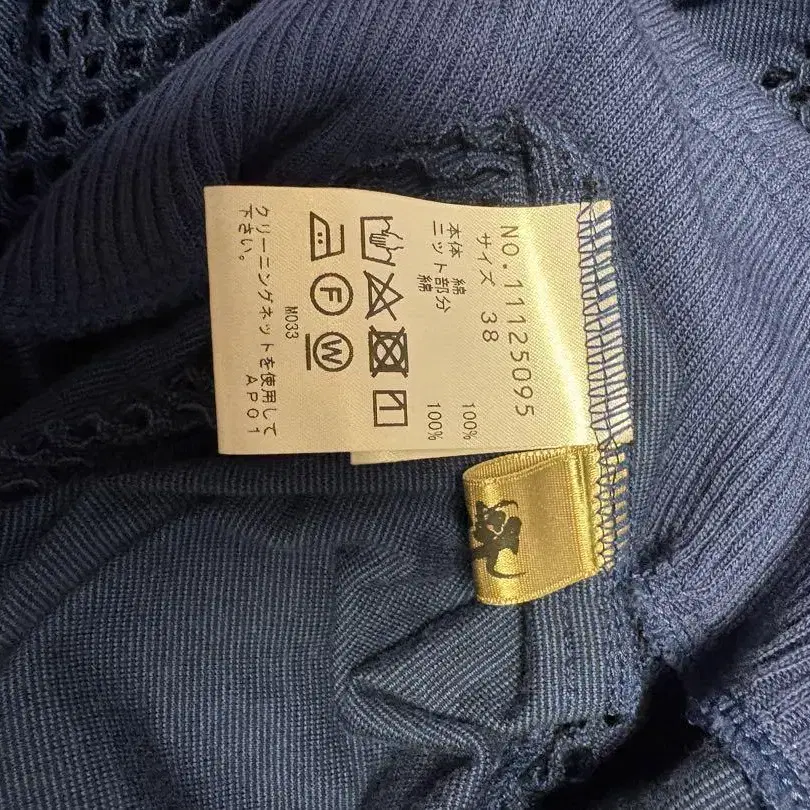 NO.11125095
サイズ 38
本体 綿 100%
ニット部分
綿 100%
F
W
M033
クリーニングネットを使用して
下さい。
AP01